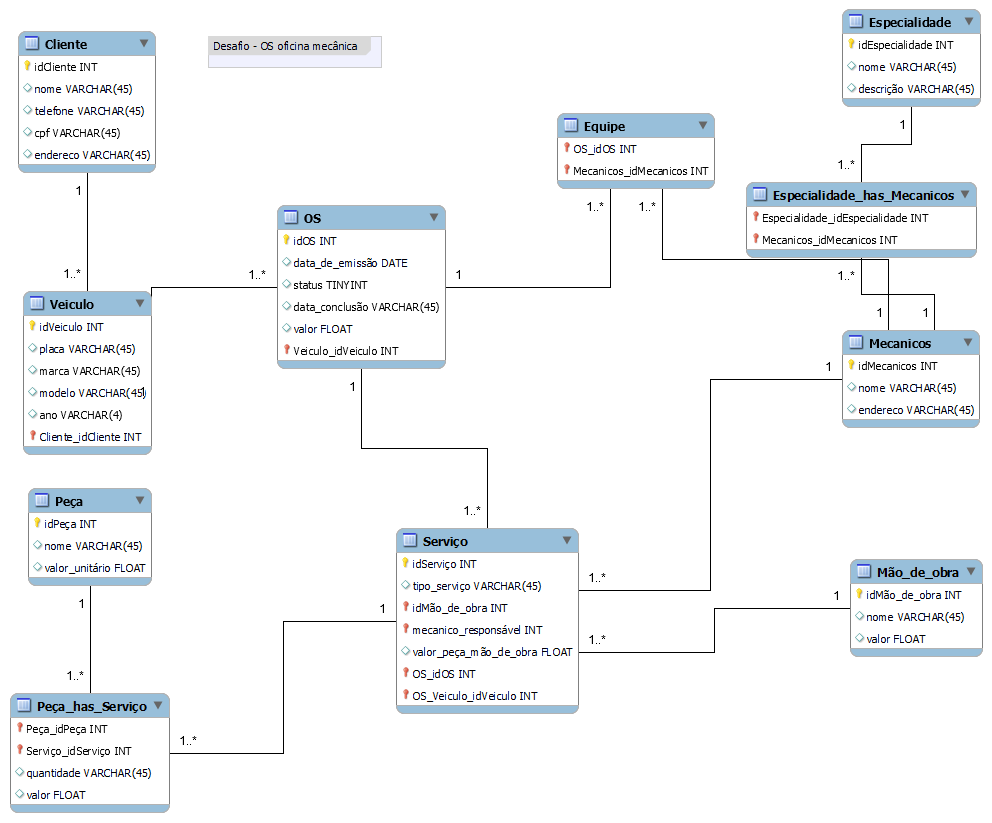 Desafio - OS oficina mecânica
Cliente
idCliente INT
nome VARCHAR(45)
telefone VARCHAR(45)
cpf VARCHAR(45)
endereco VARCHAR(45)
1
1..*
Veiculo
idVeiculo INT
placa VARCHAR(45)
marca VARCHAR(45)
modelo VARCHAR(45)
ano VARCHAR(4)
Cliente_idCliente INT
1..*
OS
idOS INT
data_de_emissão DATE
status TINYINT
data_conclusão VARCHAR(45)
valor FLOAT
Veiculo_idVeiculo INT
1
1
1..*
Equipe
OS_idOS INT
Mecanicos_idMecanicos INT
1..*
1..*
Especialidade
idEspecialidade INT
nome VARCHAR(45)
descrição VARCHAR(45)
1
1..*
Especialidade_has_Mecanicos
Especialidade_idEspecialidade INT
Mecanicos_idMecanicos INT
1..*
1
1
Mecanicos
idMecanicos INT
nome VARCHAR(45)
endereco VARCHAR(45)
1
Peça
idPeça INT
nome VARCHAR(45)
valor_unitário FLOAT
1
1..*
Peça_has_Serviço
Peça_idPeça INT
Serviço_idServiço INT
quantidade VARCHAR(45)
valor FLOAT
1..*
1
Serviço
idServiço INT
tipo_serviço VARCHAR(45)
idMão_de_obra INT
mecanico_responsável INT
valor_peça_mão_de_obra FLOAT
OS_idOS INT
OS_Veiculo_idVeiculo INT
1..*
1..*
1
Mão_de_obra
idMão_de_obra INT
nome VARCHAR(45)
valor FLOAT